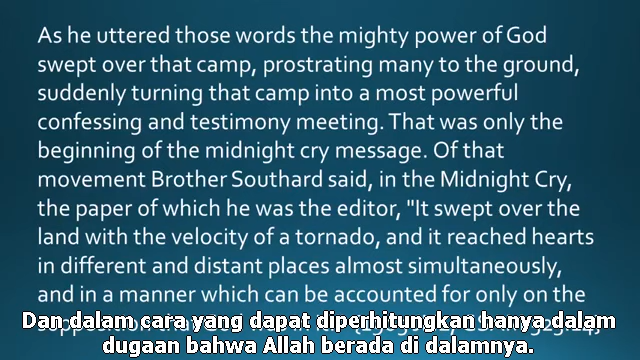 As he uttered those words the mighty power of God
swept over that camp, prostrating many to the ground,
suddenly turning that camp into a most powerful
confessing and testimony meeting. That was only the
beginning of the midnight cry message. Of that
movement Brother Southard said, in the Midnight Cry,
the paper of which he was the editor, "It swept over the
land with the velocity of a tornado, and it reached hearts
in different and distant places almost simultaneously,
and in a manner which can be accounted for only on the
Dan dalam cara yang dapat diperhitungkan hanya dalam
dugaan bahwa Allah berada di dalamnya.